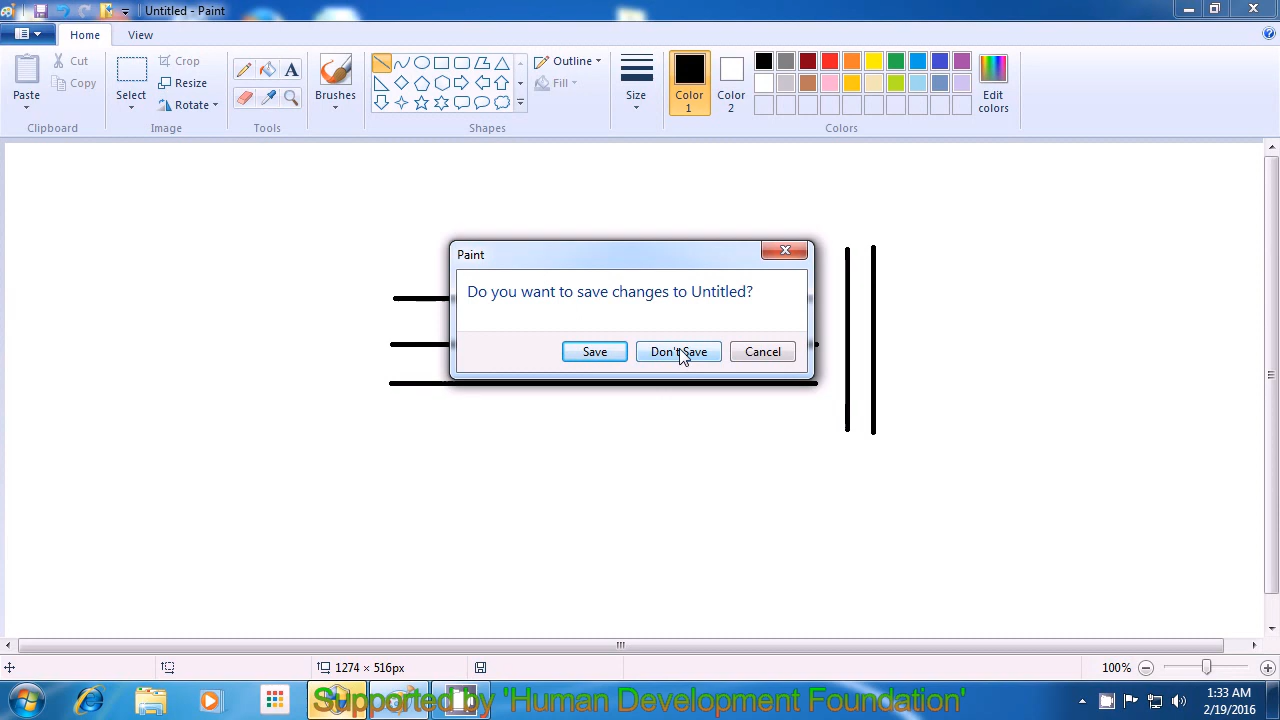 Untitled - Paint
Home
View
Paste
Cut
Copy
Clipboard
Select
Crop
Resize
Rotate
Image
A
Tools
Brushes
Outline
Fill
Shapes
Size
Color 1
Color 2
Edit colors
Colors
Paint
Do you want to save changes to Untitled?
Save
Don't Save
Cancel
1274 × 516px
100%
Supported by 'Human Development Foundation'
1:33 AM
2/19/2016